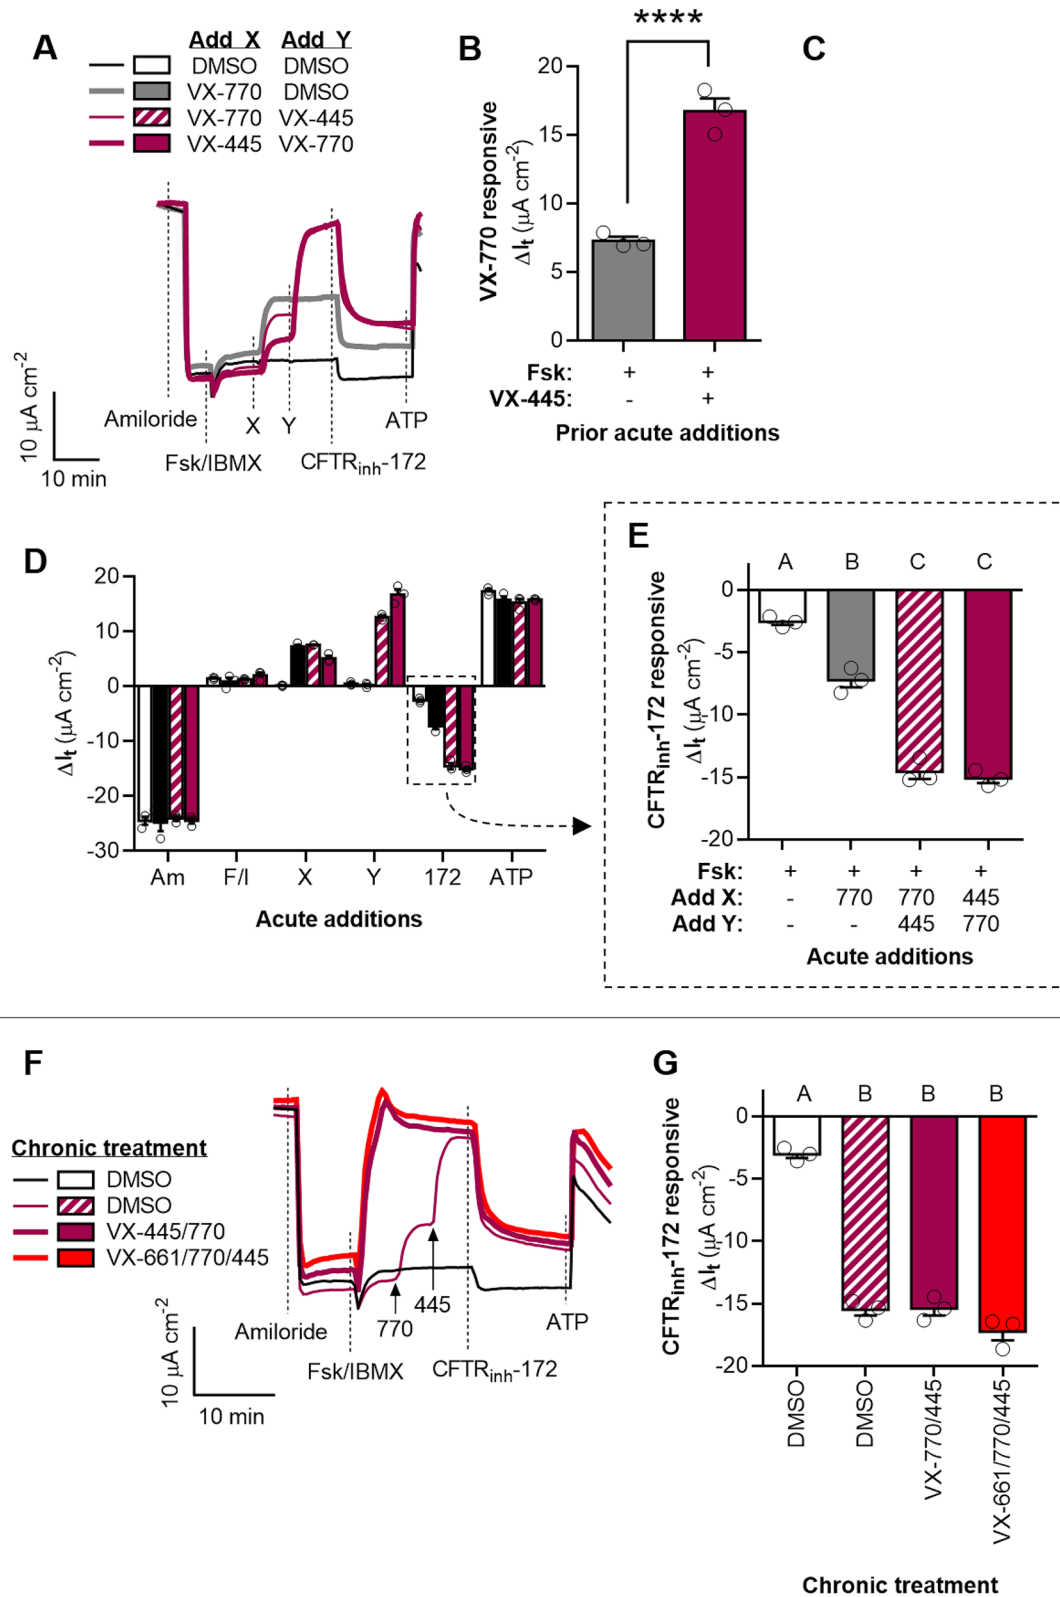 A
Add X Add Y
DMSO DMSO
VX-770 DMSO
VX-770 VX-445
VX-445 VX-770
10 µA cm-2
10 min
Amiloride
Fsk/IBMX
X
Y
CFTRinh-172
ATP
B
****
VX-770 responsive
ΔIt (µA cm-2)
20
15
10
5
0
Fsk: + +
VX-445: - +
Prior acute additions
C
D
ΔIt (µA cm-2)
20
10
0
-10
-20
-30
Am F/I X Y 172 ATP
Acute additions
E
CFTRinh-172 responsive
ΔIt (µA cm-2)
A B C C
0
-5
-10
-15
-20
Fsk: + + + +
Add X: - 770 770 445
Add Y: - - 445 770
Acute additions
F
Chronic treatment
DMSO
DMSO
VX-445/770
VX-661/770/445
10 µA cm-2
10 min
Amiloride
Fsk/IBMX
770
445
CFTRinh-172
ATP
G
CFTRinh-172 responsive
ΔIt (µA cm-2)
A B B B
0
-5
-10
-15
-20
DMSO
DMSO
VX-770/445
VX-661/770/445
Chronic treatment